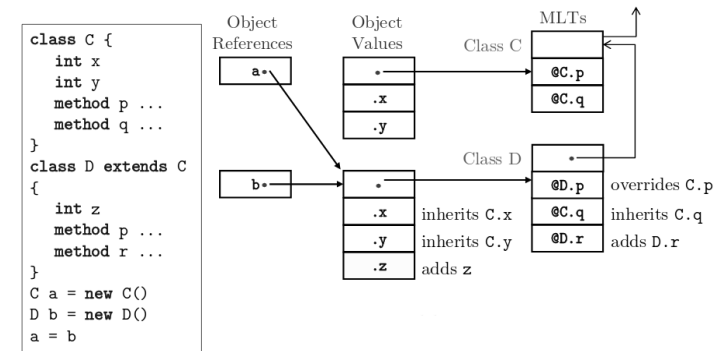 class C {
int x
int y
method p ...
method q ...
}
class D extends C
{
int z
method p ...
method r ...
}
C a = new C()
D b = new D()
a = b
Object
References
a
b
Object
Values
.x
.y
.x
inherits C.x
.y
inherits C.y
.z
adds z
MLTs
Class C
@C.p
@C.q
Class D
@D.p
overrides C.p
@C.q
inherits C.q
@D.r
adds D.r